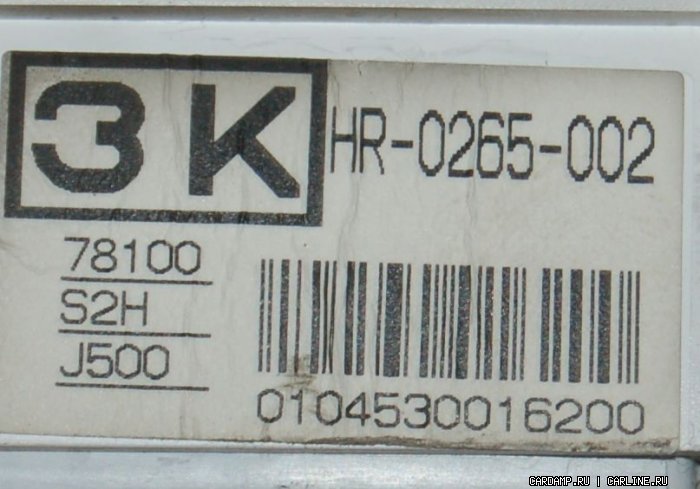 3K HR-0265-002
78100
S2H
J500
0104530016200
CARDAMP.RU | CARLINE.RU